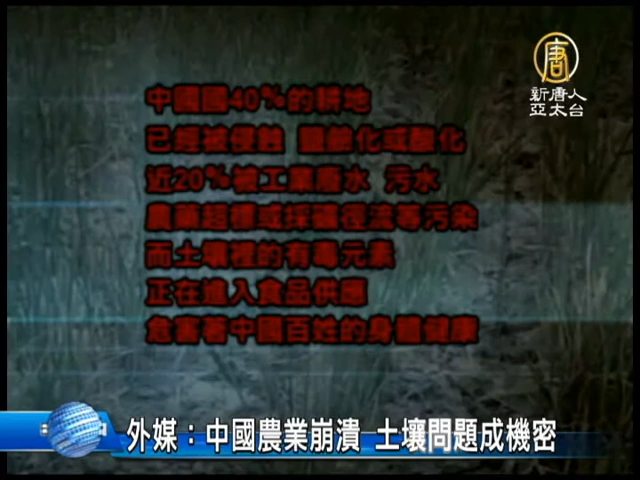 唐
新唐人
亞太台
中國國40%的耕地
已經被侵蝕 鹽鹼化或酸化
近20%被工業廢水 污水
農藥超標或採礦徑流等污染
而土壤裡的有毒元素
正在進入食品供應
危害著中國百姓的身體健康
外媒：中國農業崩潰 土壤問題成機密